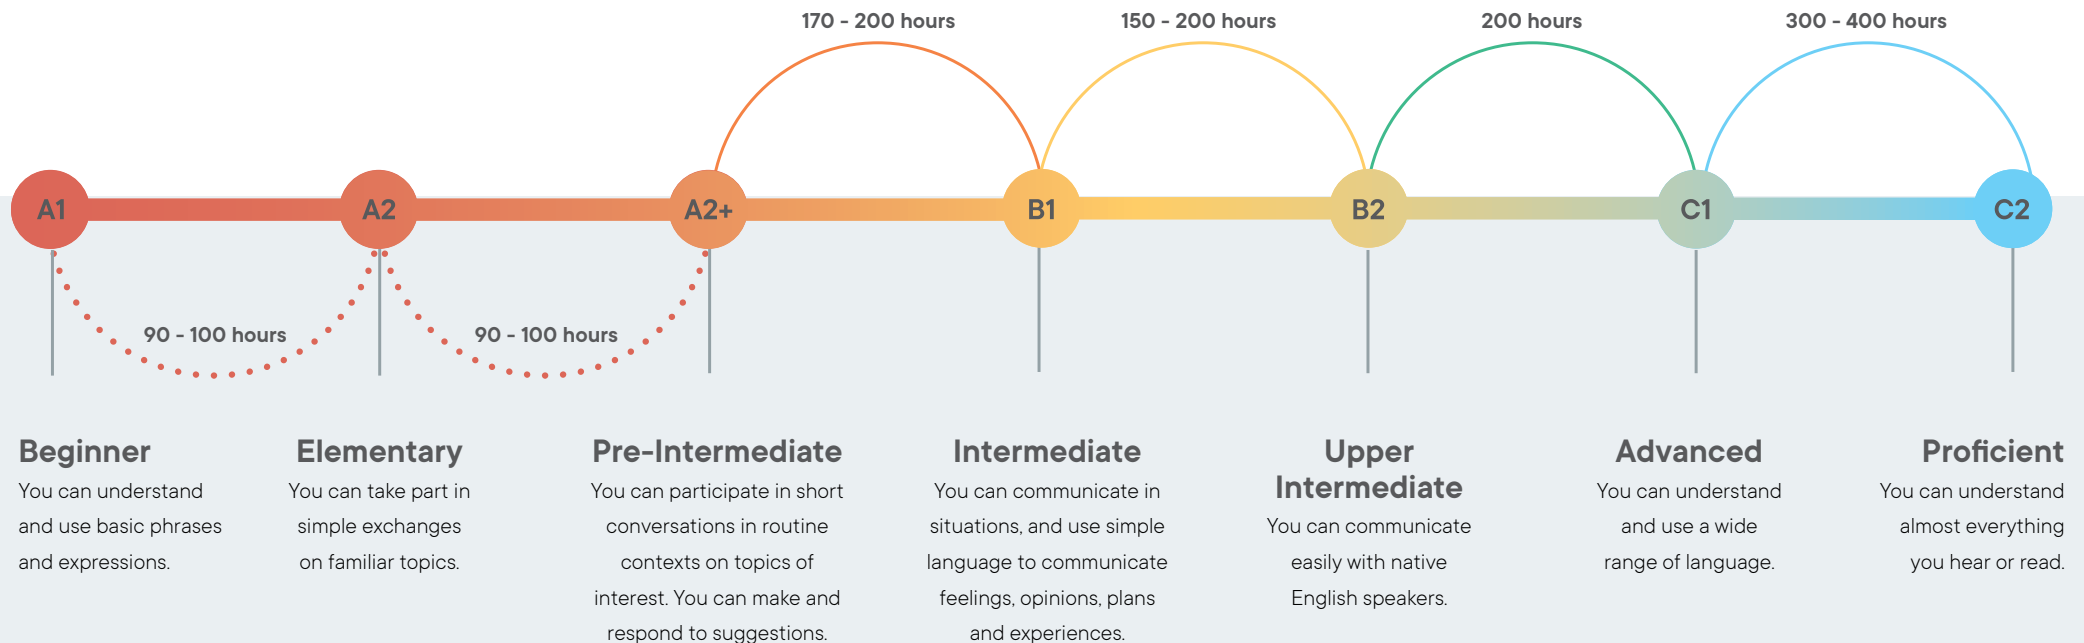 170 - 200 hours
150 - 200 hours
200 hours
300 - 400 hours
A1
A2
A2+
B1
B2
C1
C2
90 - 100 hours
90 - 100 hours
Beginner
You can understand
and use basic phrases
and expressions.
Elementary
You can take part in
simple exchanges
on familiar topics.
Pre-Intermediate
You can participate in short
conversations in routine
contexts on topics of
interest. You can make and
respond to suggestions.
Intermediate
You can communicate in
situations, and use simple
language to communicate
feelings, opinions, plans
and experiences.
Upper
Intermediate
You can communicate
easily with native
English speakers.
Advanced
You can understand
and use a wide
range of language.
Proficient
You can understand
almost everything
you hear or read.